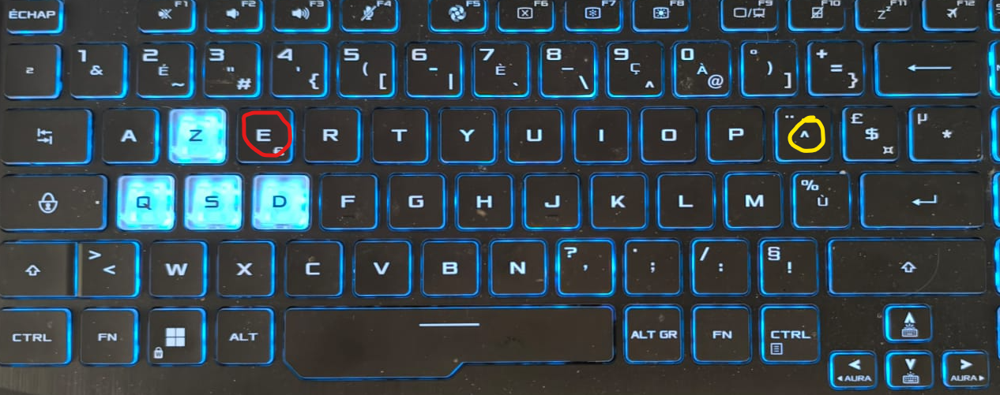 ÉCHAP F1 F2 F3 F4 F5 F6 F7 F8 F9 F10 F11 F12
2 1 & 2 É ~ 3 " # 4 ' { 5 ( [ 6 - | 7 È ` 8 _ \ 9 Ç ^ 0 À @ ° ) ] + = }
A Z E € R T Y U I O P ¨ ^ £ $ ¤ µ *
Q S D F G H J K L M % Ù
> < W X C V B N ? , . ; / : § !
CTRL FN W ALT ALT GR FN CTRL
< AURA AURA >